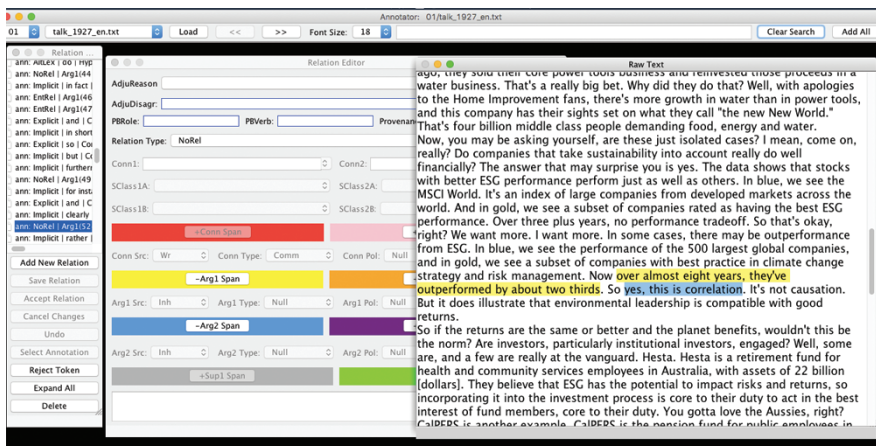 Annotator: 01/talk_1927_en.txt
01 talk_1927_en.txt Load << >> Font Size: 18 Clear Search Add All
Relation ...
ann: AltLex | do | Hyp
ann: NoRel | Arg1(44
ann: Implicit | in fact |
ann: EntRel | Arg1(46
ann: EntRel | Arg1(47
ann: Explicit | and | C
ann: Implicit | in short
ann: Explicit | so | Con
ann: Implicit | but | Co
ann: Implicit | furtherr
ann: NoRel | Arg1(49
ann: Implicit | for insta
ann: Explicit | and | C
ann: Implicit | clearly
ann: NoRel | Arg1(52
ann: Implicit | rather |
Add New Relation
Save Relation
Accept Relation
Cancel Changes
Undo
Select Annotation
Reject Token
Expand All
Delete
Relation Editor
AdjuReason
AdjuDisagr:
PBRole: PBVerb: Provenan
Relation Type: NoRel
Conn1: Conn2:
SClass1A: SClass2A:
SClass1B: SClass2B:
+Conn Span
Conn Src: Wr Conn Type: Comm Conn Pol: Null
-Arg1 Span
Arg1 Src: Inh Arg1 Type: Null Arg1 Pol: Null
-Arg2 Span
Arg2 Src: Inh Arg2 Type: Null Arg2 Pol: Null
+Sup1 Span
Raw Text
ago, they sold their core power tools business and reinvested those proceeds in a
water business. That's a really big bet. Why did they do that? Well, with apologies
to the Home Improvement fans, there's more growth in water than in power tools,
and this company has their sights set on what they call "the new New World."
That's four billion middle class people demanding food, energy and water.
Now, you may be asking yourself, are these just isolated cases? I mean, come on,
really? Do companies that take sustainability into account really do well
financially? The answer that may surprise you is yes. The data shows that stocks
with better ESG performance perform just as well as others. In blue, we see the
MSCI World. It's an index of large companies from developed markets across the
world. And in gold, we see a subset of companies rated as having the best ESG
performance. Over three plus years, no performance tradeoff. So that's okay,
right? We want more. I want more. In some cases, there may be outperformance
from ESG. In blue, we see the performance of the 500 largest global companies,
and in gold, we see a subset of companies with best practice in climate change
strategy and risk management. Now over almost eight years, they've
outperformed by about two thirds. So yes, this is correlation. It's not causation.
But it does illustrate that environmental leadership is compatible with good
returns.
So if the returns are the same or better and the planet benefits, wouldn't this be
the norm? Are investors, particularly institutional investors, engaged? Well, some
are, and a few are really at the vanguard. Hesta. Hesta is a retirement fund for
health and community services employees in Australia, with assets of 22 billion
[dollars]. They believe that ESG has the potential to impact risks and returns, so
incorporating it into the investment process is core to their duty to act in the best
interest of fund members, core to their duty. You gotta love the Aussies, right?
CalPERS is another example. CalPERS is the pension fund for public employees in